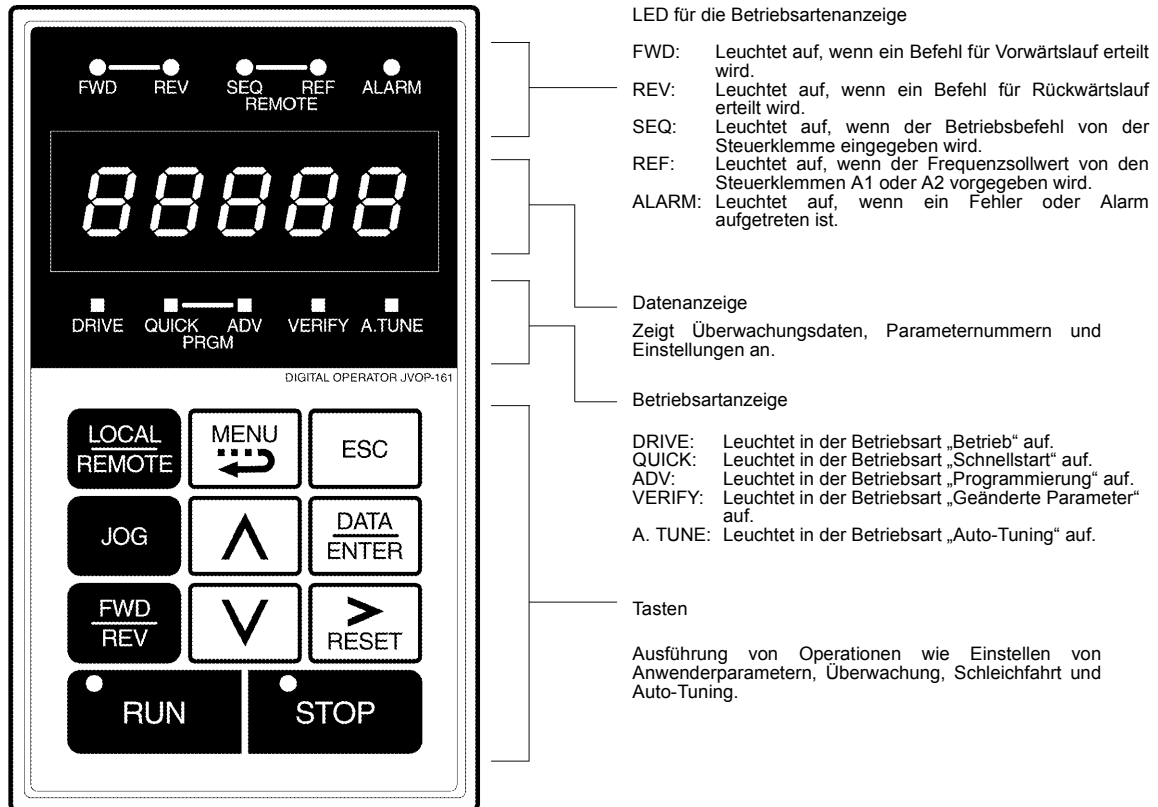 FWD REV SEQ REF ALARM
REMOTE
88888
DRIVE QUICK ADV VERIFY A.TUNE
PRGM
DIGITAL OPERATOR JVOP-161
LOCAL
REMOTE
MENU
ESC
JOG
DATA
ENTER
FWD
REV
>
RESET
RUN
STOP
LED für die Betriebsartenanzeige
FWD: Leuchtet auf, wenn ein Befehl für Vorwärtslauf erteilt
wird.
REV: Leuchtet auf, wenn ein Befehl für Rückwärtslauf
erteilt wird.
SEQ: Leuchtet auf, wenn der Betriebsbefehl von der
Steuerklemme eingegeben wird.
REF: Leuchtet auf, wenn der Frequenzsollwert von den
Steuerklemmen A1 oder A2 vorgegeben wird.
ALARM: Leuchtet auf, wenn ein Fehler oder Alarm
aufgetreten ist.
Datenanzeige
Zeigt Überwachungsdaten, Parameternummern und
Einstellungen an.
Betriebsartanzeige
DRIVE: Leuchtet in der Betriebsart „Betrieb“ auf.
QUICK: Leuchtet in der Betriebsart „Schnellstart“ auf.
ADV: Leuchtet in der Betriebsart „Programmierung“ auf.
VERIFY: Leuchtet in der Betriebsart „Geänderte Parameter“
auf.
A. TUNE: Leuchtet in der Betriebsart „Auto-Tuning“ auf.
Tasten
Ausführung von Operationen wie Einstellen von
Anwenderparametern, Überwachung, Schleichfahrt und
Auto-Tuning.